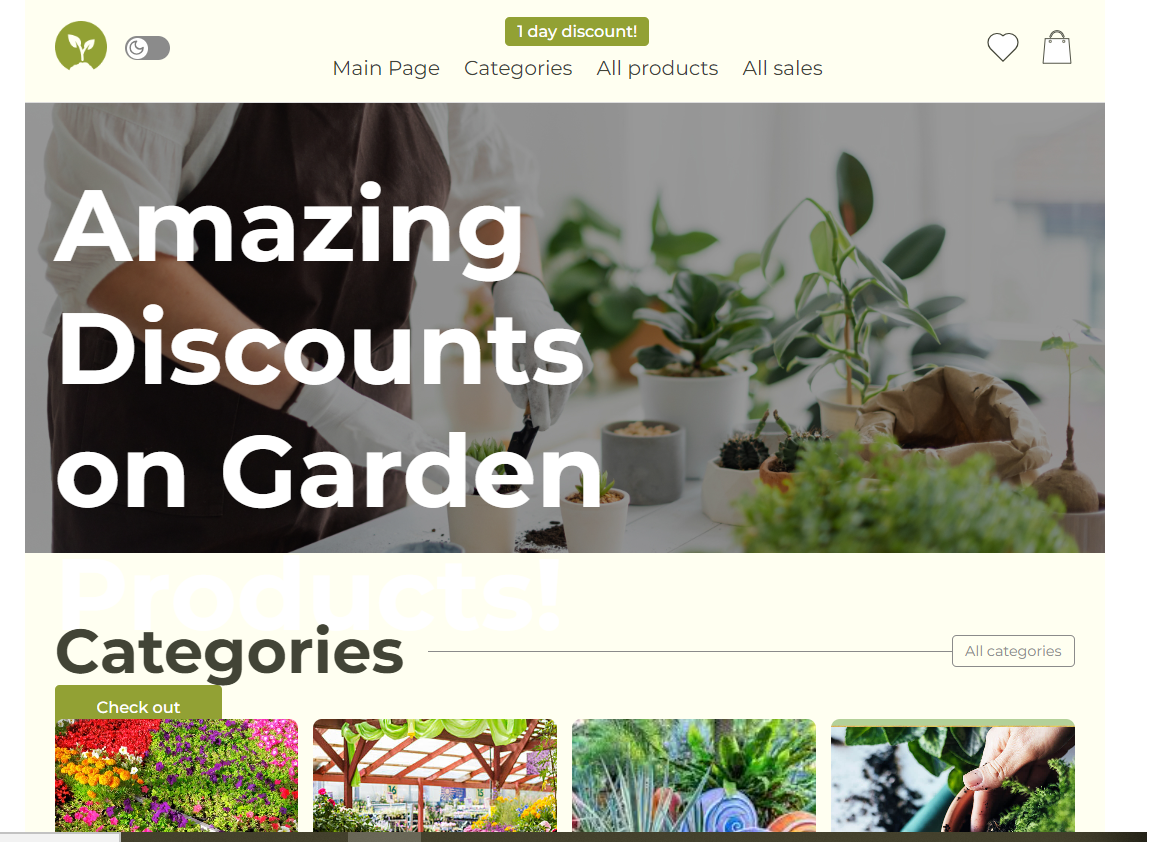 1 day discount!
Main Page Categories All products All sales
Amazing
Discounts
on Garden
Products!
Categories
All categories
Check out